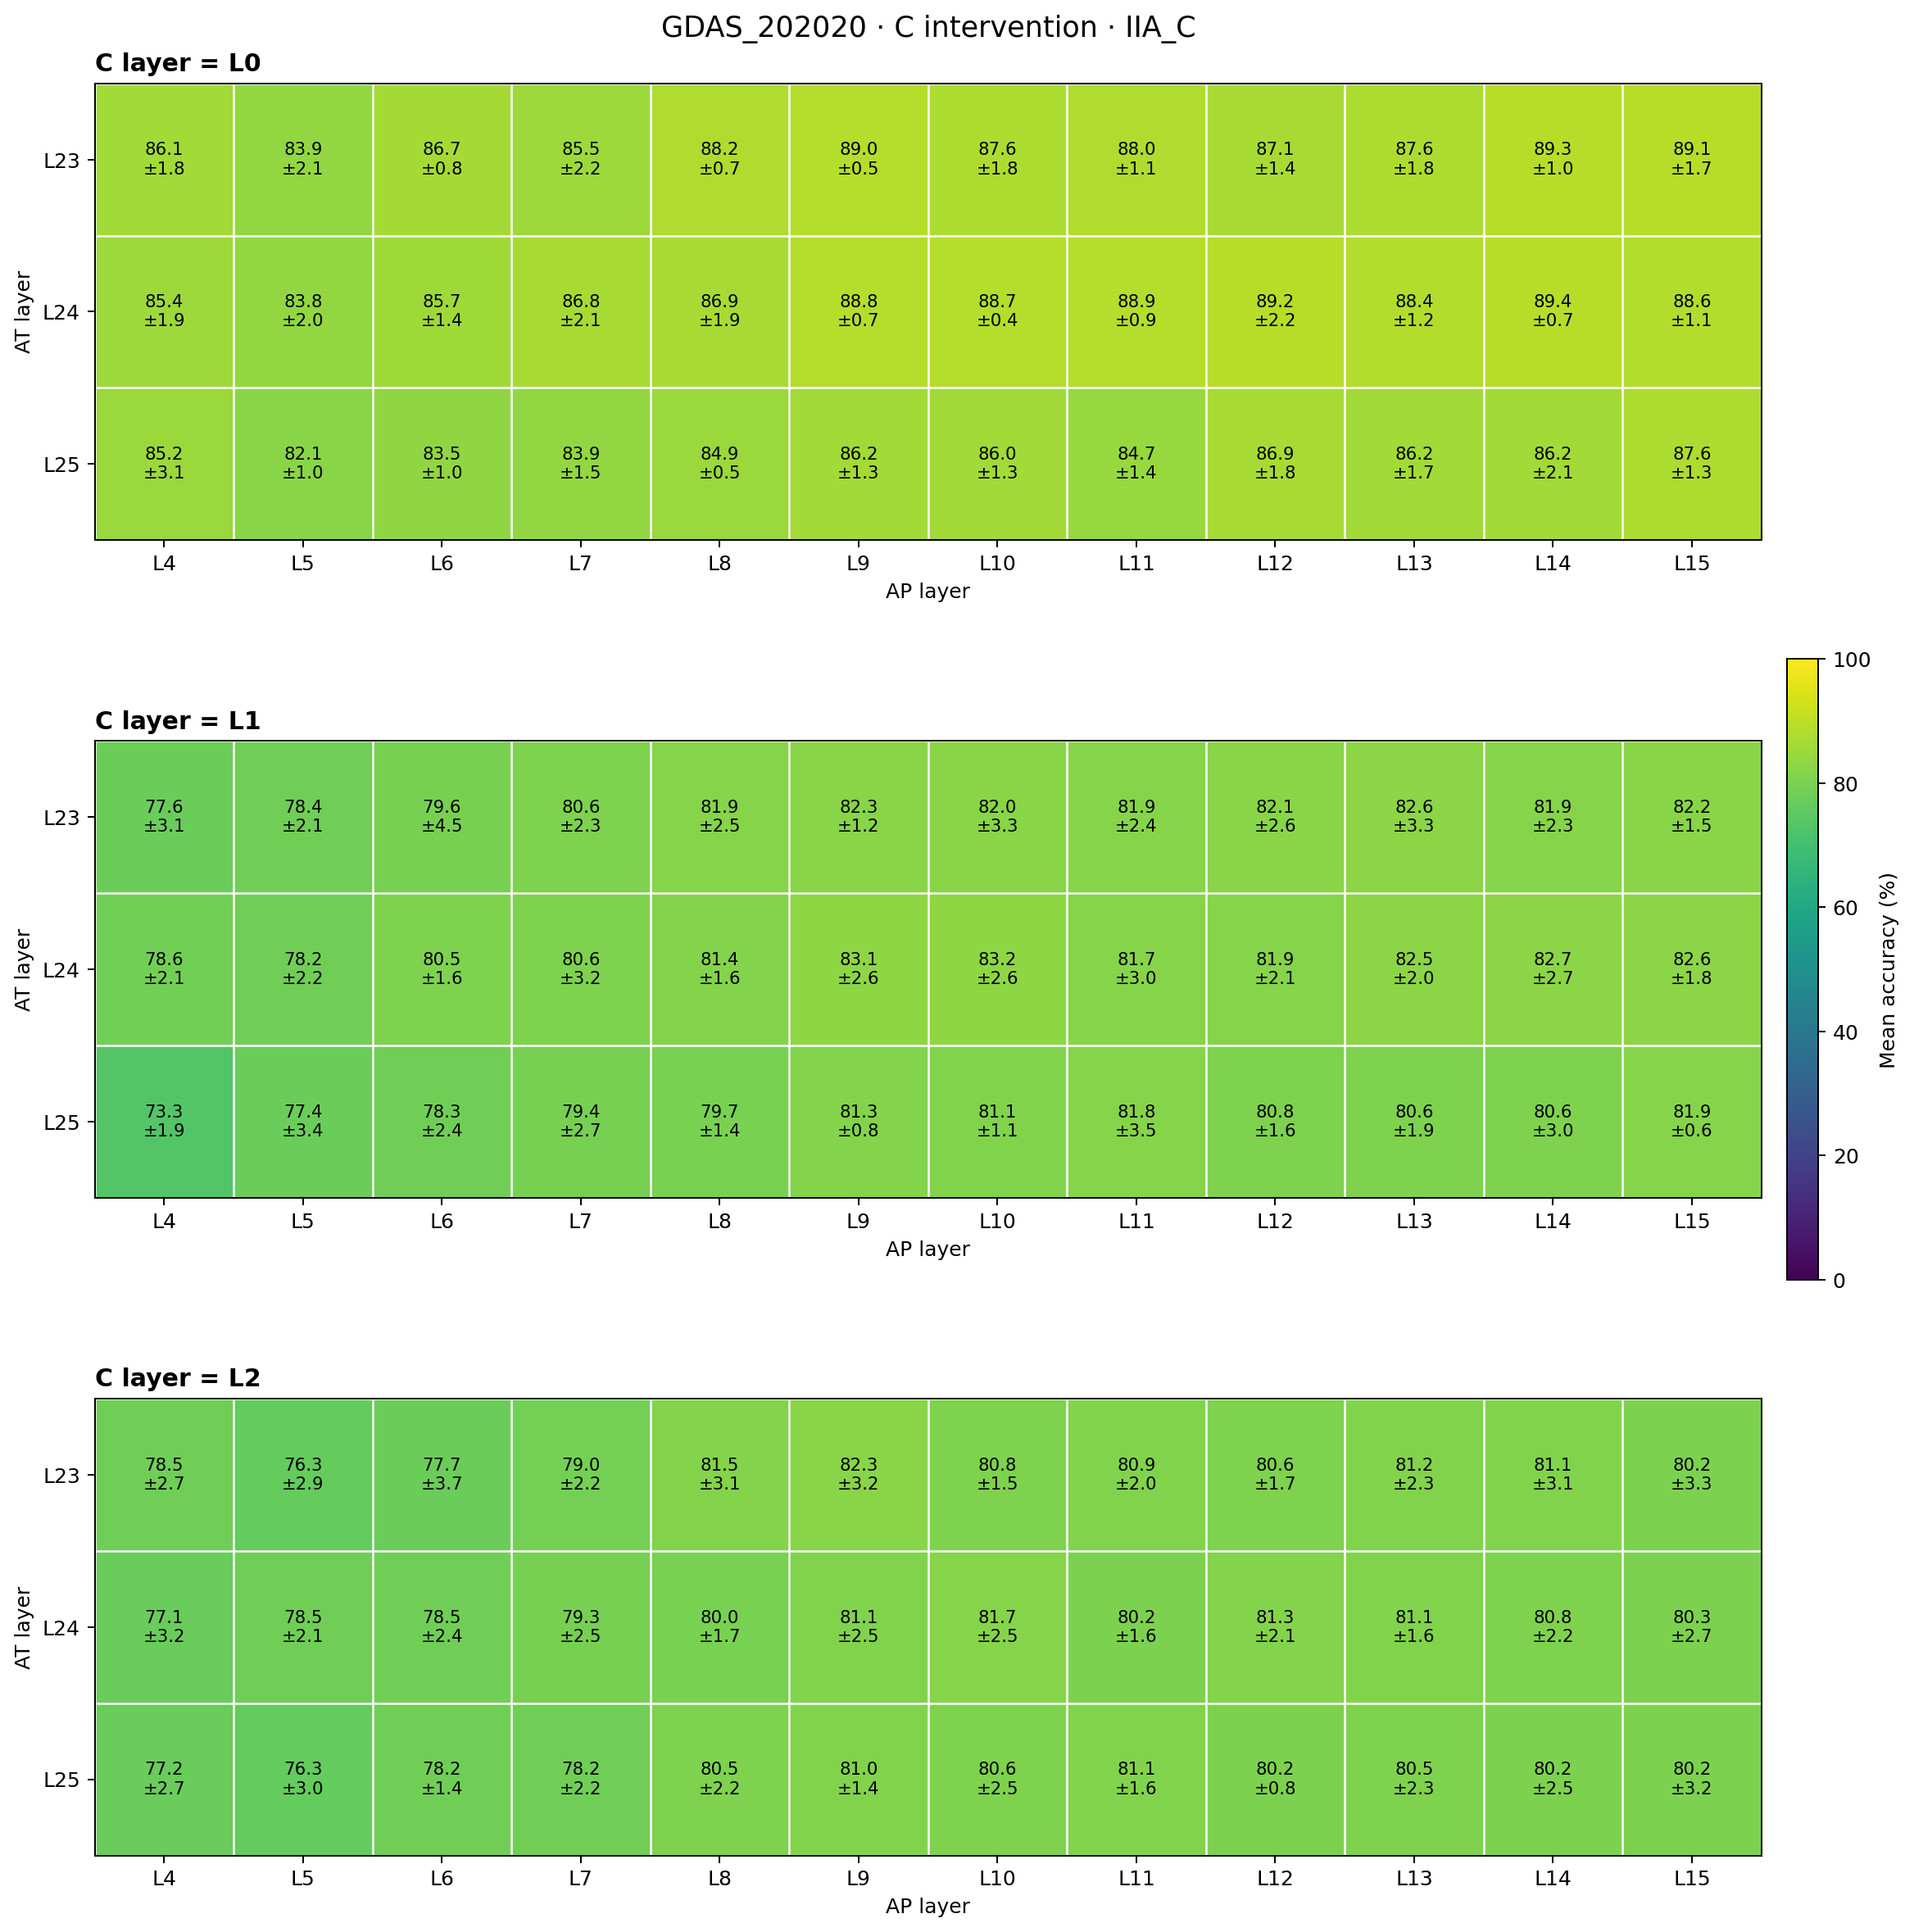 GDAS_202020 · C intervention · IIA_C
C layer = L0
86.1 83.9 86.7 85.5 88.2 89.0 87.6 88.0 87.1 87.6 89.3 89.1
L23
±1.8 ±2.1 ±0.8 ±2.2 ±0.7 ±0.5 ±1.8 ±1.1 ±1.4 ±1.8 ±1.0 ±1.7
85.4 83.8 85.7 86.8 86.9 88.8 88.7 88.9 89.2 88.4 89.4 88.6
AT layer
L24
±1.9 ±2.0 ±1.4 ±2.1 ±1.9 ±0.7 ±0.4 ±0.9 ±2.2 ±1.2 ±0.7 ±1.1
85.2 82.1 83.5 83.9 84.9 86.2 86.0 84.7 86.9 86.2 86.2 87.6
L25
±3.1 ±1.0 ±1.0 ±1.5 ±0.5 ±1.3 ±1.3 ±1.4 ±1.8 ±1.7 ±2.1 ±1.3
L4 L5 L6 L7 L8 L9 L10 L11 L12 L13 L14 L15
AP layer
C layer = L1
77.6 78.4 79.6 80.6 81.9 82.3 82.0 81.9 82.1 82.6 81.9 82.2
L23
±3.1 ±2.1 ±4.5 ±2.3 ±2.5 ±1.2 ±3.3 ±2.4 ±2.6 ±3.3 ±2.3 ±1.5
78.6 78.2 80.5 80.6 81.4 83.1 83.2 81.7 81.9 82.5 82.7 82.6
AT layer
L24
±2.1 ±2.2 ±1.6 ±3.2 ±1.6 ±2.6 ±2.6 ±3.0 ±2.1 ±2.0 ±2.7 ±1.8
73.3 77.4 78.3 79.4 79.7 81.3 81.1 81.8 80.8 80.6 80.6 81.9
L25
±1.9 ±3.4 ±2.4 ±2.7 ±1.4 ±0.8 ±1.1 ±3.5 ±1.6 ±1.9 ±3.0 ±0.6
L4 L5 L6 L7 L8 L9 L10 L11 L12 L13 L14 L15
AP layer
100
80
60
40
20
0
Mean accuracy (%)
C layer = L2
78.5 76.3 77.7 79.0 81.5 82.3 80.8 80.9 80.6 81.2 81.1 80.2
L23
±2.7 ±2.9 ±3.7 ±2.2 ±3.1 ±3.2 ±1.5 ±2.0 ±1.7 ±2.3 ±3.1 ±3.3
77.1 78.5 78.5 79.3 80.0 81.1 81.7 80.2 81.3 81.1 80.8 80.3
AT layer
L24
±3.2 ±2.1 ±2.4 ±2.5 ±1.7 ±2.5 ±2.5 ±1.6 ±2.1 ±1.6 ±2.2 ±2.7
77.2 76.3 78.2 78.2 80.5 81.0 80.6 81.1 80.2 80.5 80.2 80.2
L25
±2.7 ±3.0 ±1.4 ±2.2 ±2.2 ±1.4 ±2.5 ±1.6 ±0.8 ±2.3 ±2.5 ±3.2
L4 L5 L6 L7 L8 L9 L10 L11 L12 L13 L14 L15
AP layer